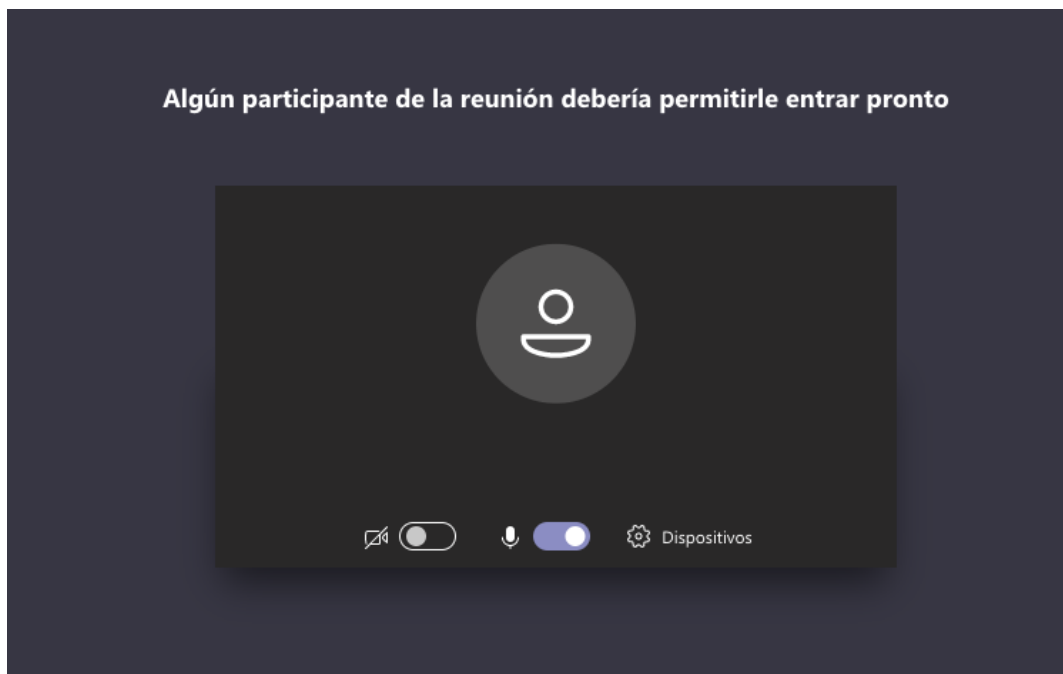 Algún participante de la reunión debería permitirle entrar pronto
Dispositivos